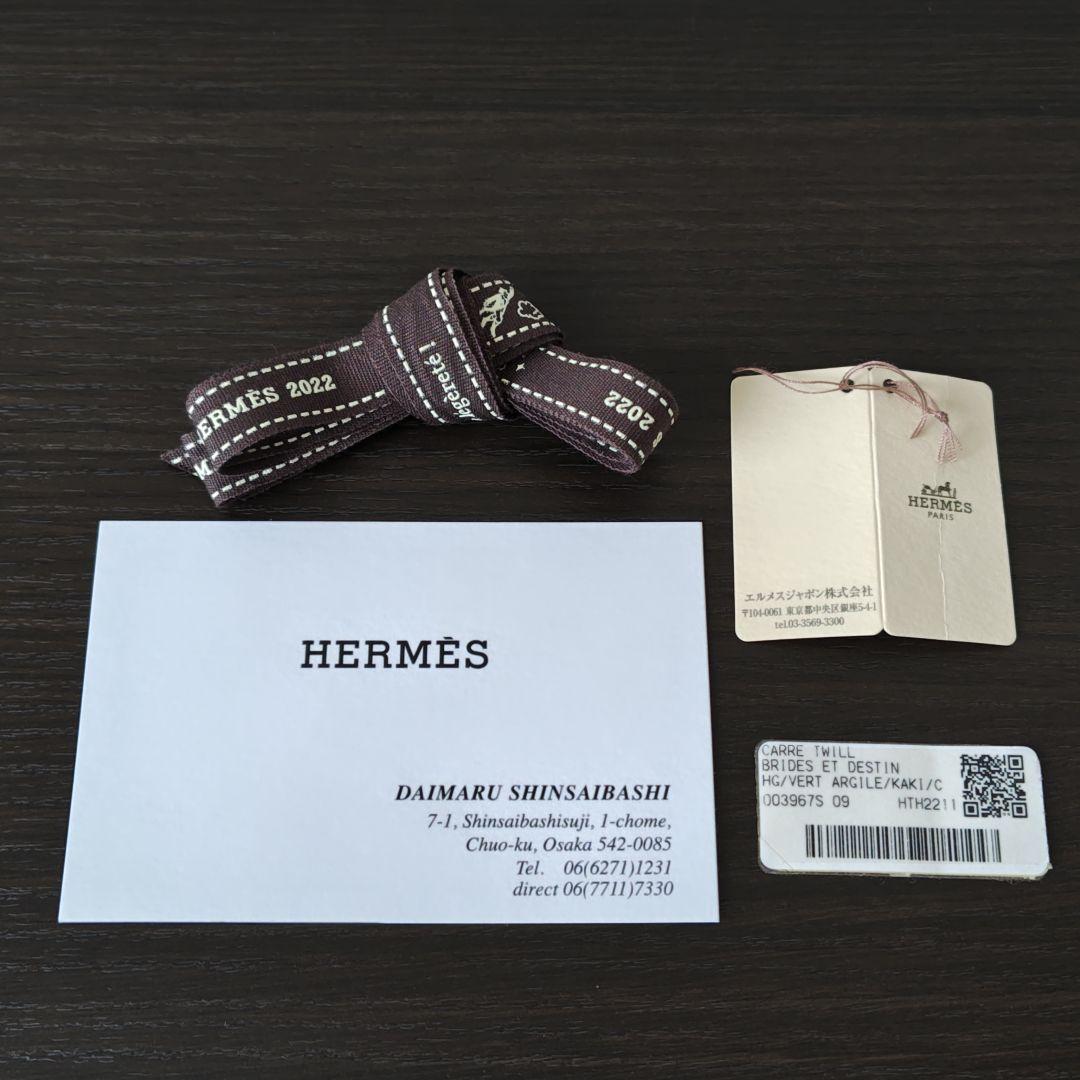 HERMÈS 2022
légèreté!
2022
HERMÈS
PARIS
エルメスジャポン株式会社
〒104-0061 東京都中央区銀座5-4-1
tel.03-3569-3300
HERMÈS
DAIMARU SHINSAIBASHI
7-1, Shinsaibashisuji, 1-chome,
Chuo-ku, Osaka 542-0085
Tel. 06(6271)1231
direct 06(7711)7330
CARRE TWILL
BRIDES ET DESTIN
HG/VERT ARGILE/KAKI/C
003967S 09 HTH2211